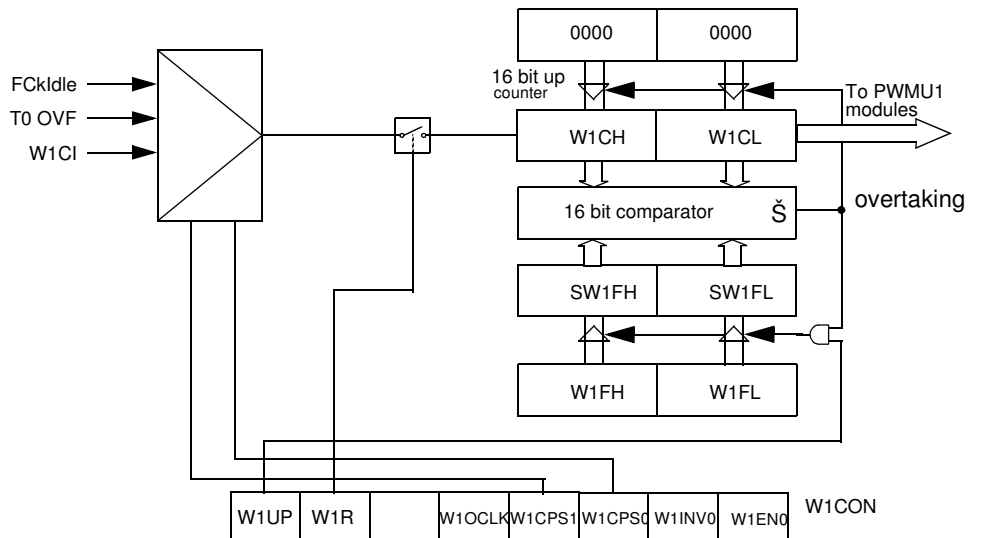 0000 0000
FCkIdle
T0 OVF
W1CI
16 bit up
counter
To PWMU1
modules
W1CH W1CL
16 bit comparator Š
overtaking
SW1FH SW1FL
W1FH W1FL
W1UP W1R W1OCLK W1CPS1 W1CPS0 W1INV0 W1EN0
W1CON